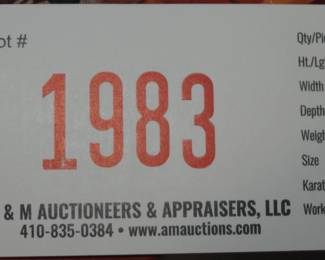 ot #
1983
& M AUCTIONEERS & APPRAISERS, LLC
410-835-0384 • www.amauctions.com
Qty/Pi
Ht./Lg
Width
Depth
Weigh
Size
Karat
Work